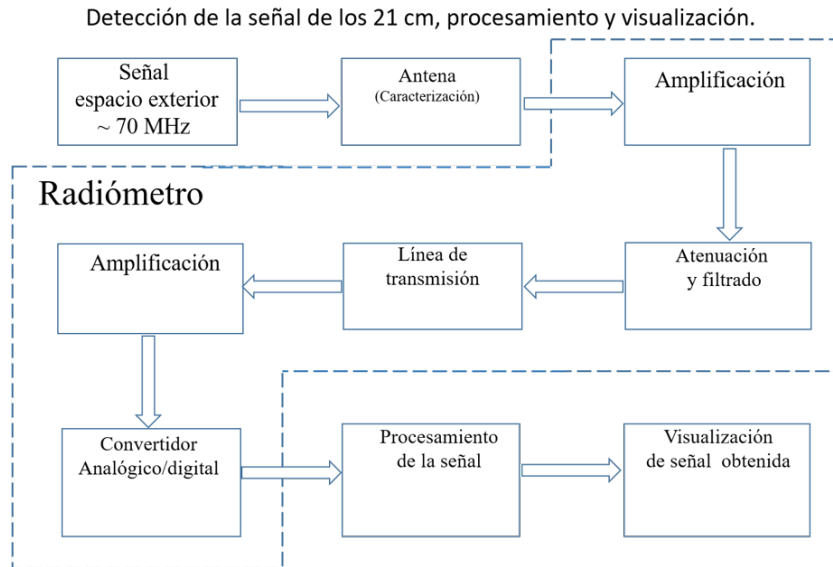 Detección de la señal de los 21 cm, procesamiento y visualización.
Señal
espacio exterior
~ 70 MHz
Antena
(Caracterización)
Amplificación
Radiómetro
Amplificación
Línea de
transmisión
Atenuación
y filtrado
Convertidor
Analógico/digital
Procesamiento
de la señal
Visualización
de señal obtenida